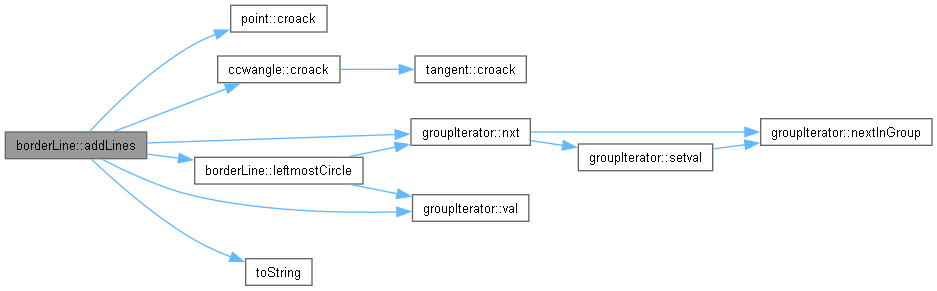 point::croack
ccwangle::croack
tangent::croack
groupIterator::nxt
groupIterator::nextInGroup
borderLine::addLines
groupIterator::setval
borderLine::leftmostCircle
groupIterator::val
toString